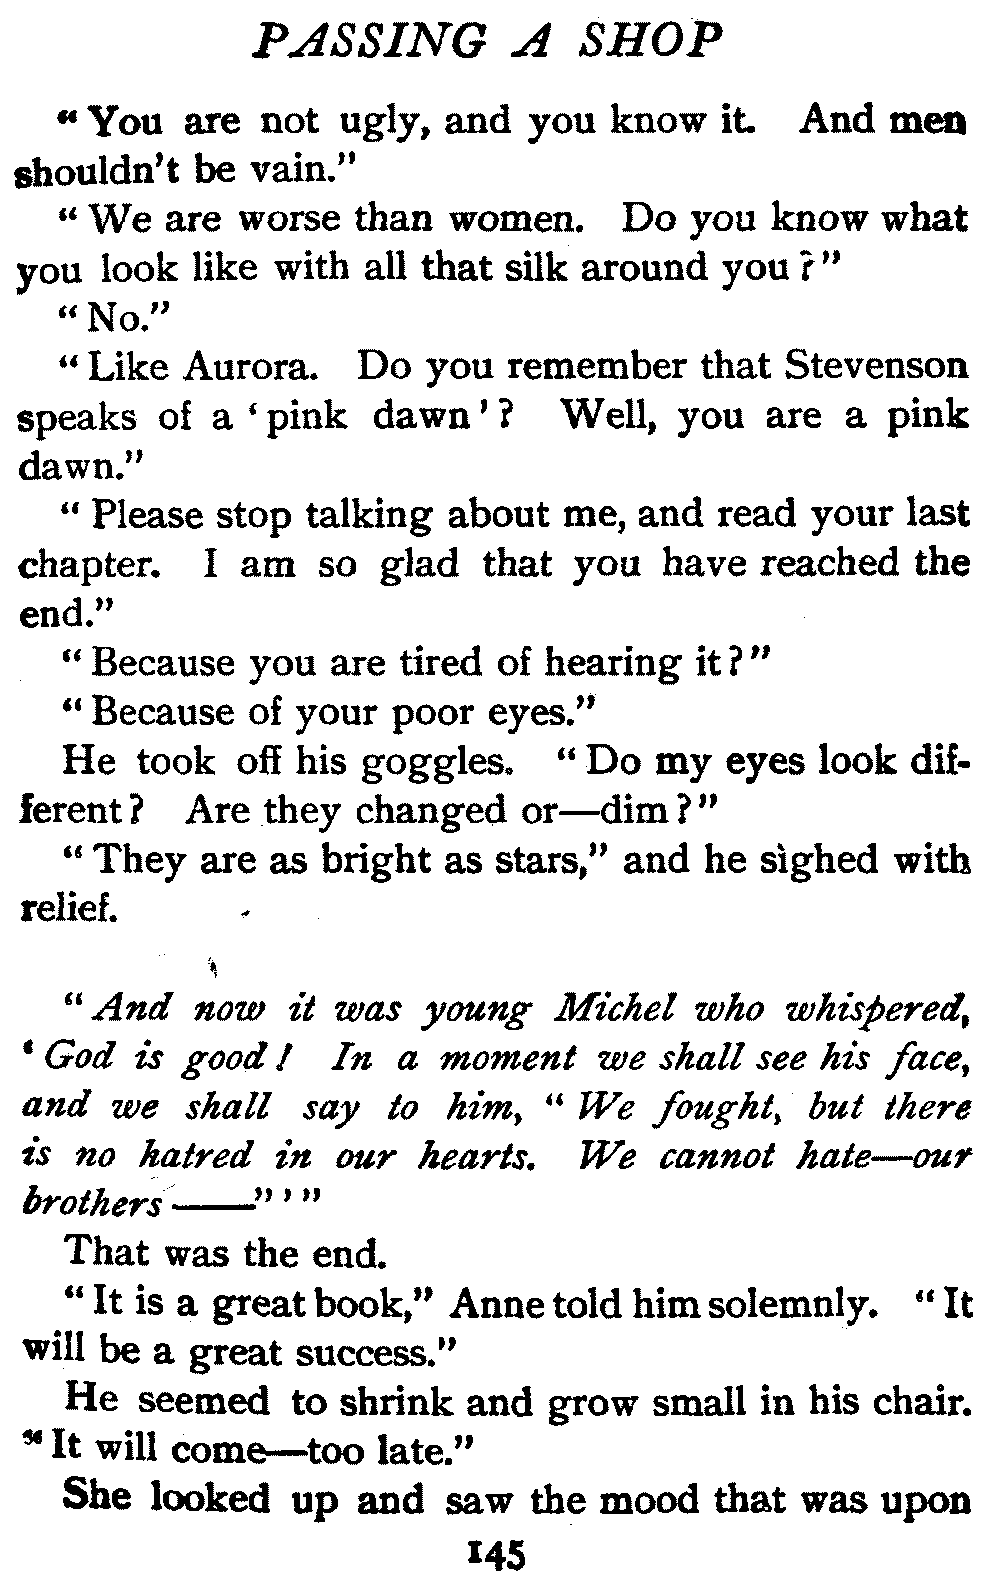 PASSING A SHOP
“You are not ugly, and you know it. And men
shouldn't be vain.”
“We are worse than women. Do you know what
you look like with all that silk around you?”
“No.”
“Like Aurora. Do you remember that Stevenson
speaks of a ‘pink dawn’? Well, you are a pink
dawn.”
“Please stop talking about me, and read your last
chapter. I am so glad that you have reached the
end.”
“Because you are tired of hearing it?”
“Because of your poor eyes.”
He took off his goggles. “Do my eyes look dif-
ferent? Are they changed or—dim?”
“They are as bright as stars,” and he sighed with
relief.
“And now it was young Michel who whispered,
‘God is good! In a moment we shall see his face,
and we shall say to him, “We fought, but there
is no hatred in our hearts. We cannot hate—our
brothers——”’”
That was the end.
“It is a great book,” Anne told him solemnly. “It
will be a great success.”
He seemed to shrink and grow small in his chair.
“It will come—too late.”
She looked up and saw the mood that was upon
145